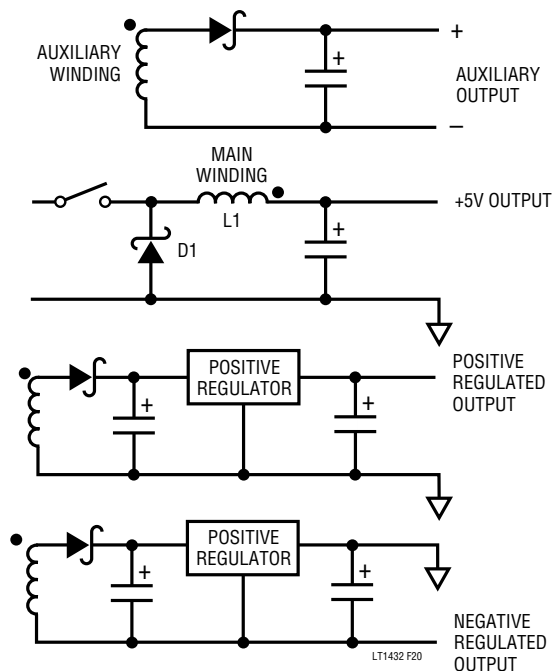 AUXILIARY
WINDING
+
+
AUXILIARY
OUTPUT
–
MAIN
WINDING
L1
+5V OUTPUT
D1
+
POSITIVE
REGULATOR
POSITIVE
REGULATED
OUTPUT
+
+
POSITIVE
REGULATOR
+
+
NEGATIVE
REGULATED
OUTPUT
LT1432 F20